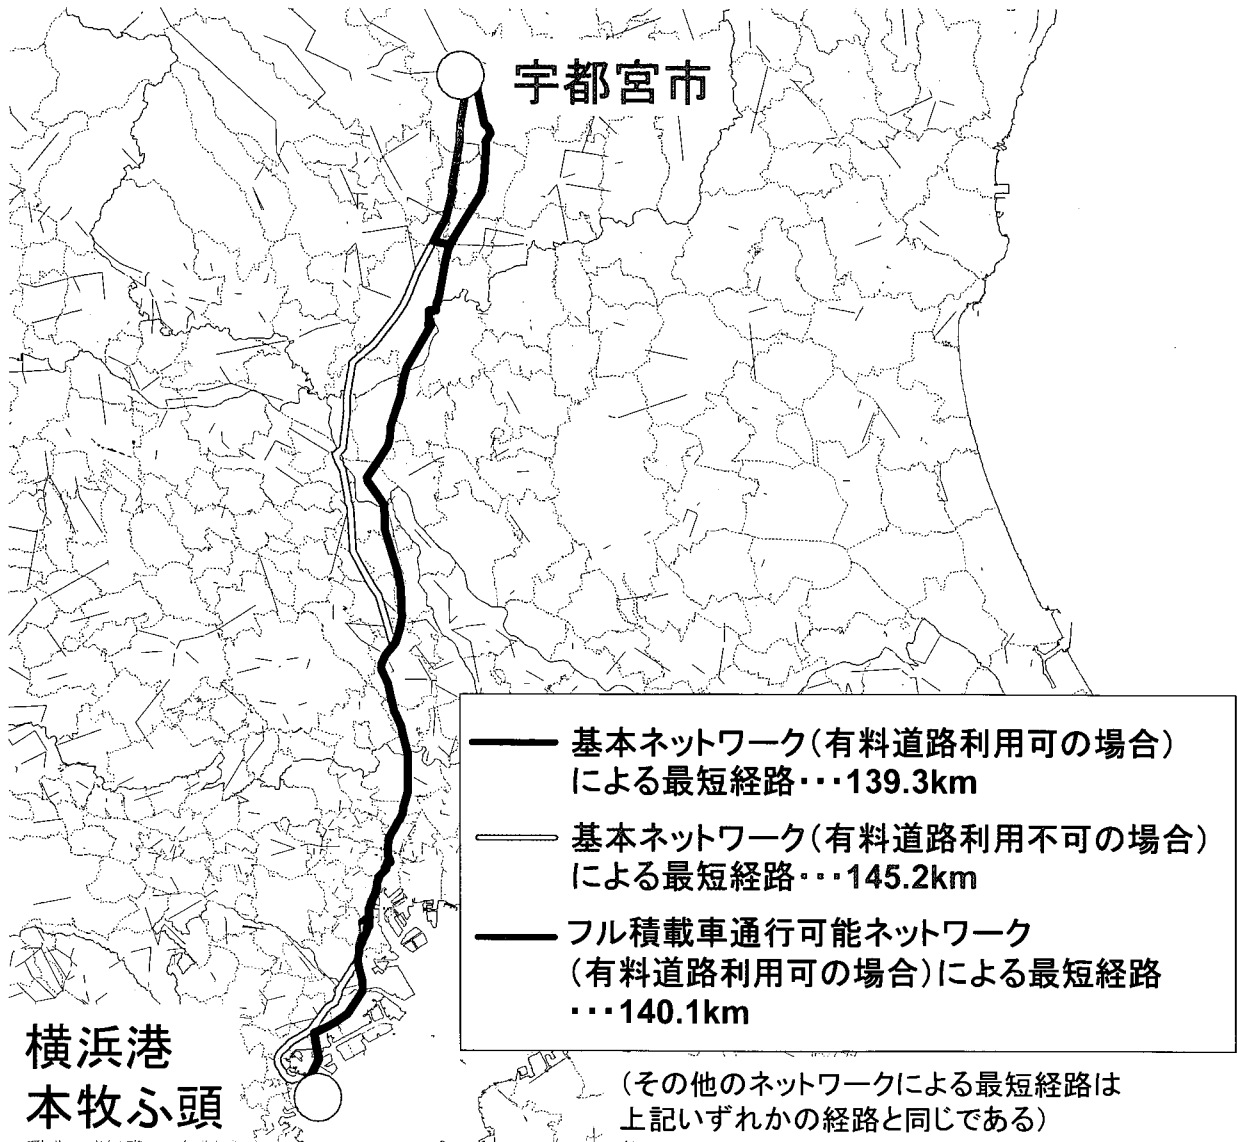 宇都宮市
基本ネットワーク(有料道路利用可の場合)
による最短経路・・・139.3km
基本ネットワーク(有料道路利用不可の場合)
による最短経路・・・145.2km
フル積載車通行可能ネットワーク
(有料道路利用可の場合)による最短経路
・・・140.1km
横浜港
本牧ふ頭
(その他のネットワークによる最短経路は
上記いずれかの経路と同じである)